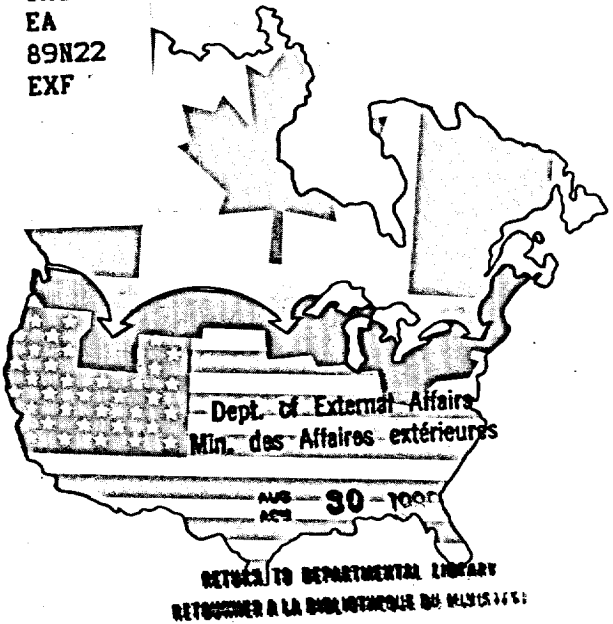 EA
89N22
EXF
Dept. of External Affairs
Min. des Affaires extérieures
AUG 30
RETURN TO DEPARTMENTAL LIBRARY
RETOURNER A LA BIBLIOTHEQUE DU